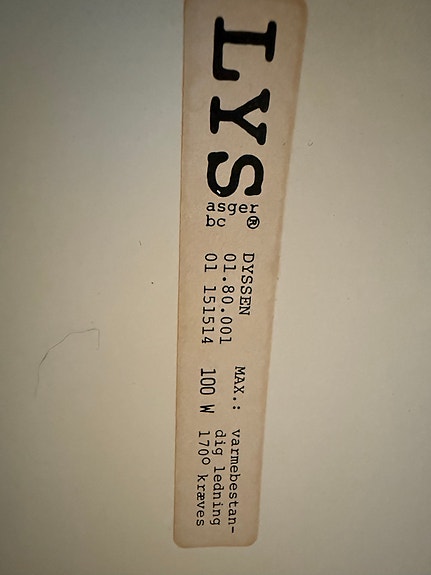 LYS
asger®
bc
DYSSEN
01.80.001
01 151514
MAX.:
100 W
varmebestan-
dig ledning
170° kræves